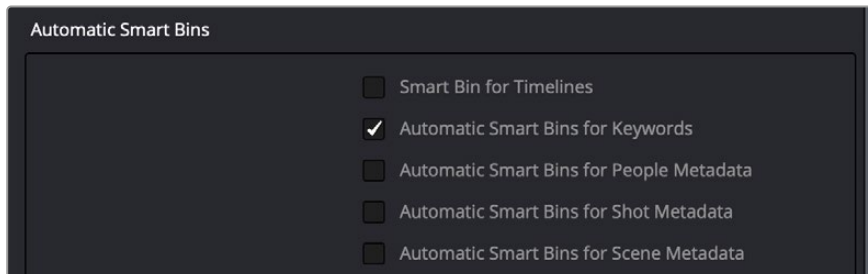 Automatic Smart Bins
Smart Bin for Timelines
Automatic Smart Bins for Keywords
Automatic Smart Bins for People Metadata
Automatic Smart Bins for Shot Metadata
Automatic Smart Bins for Scene Metadata